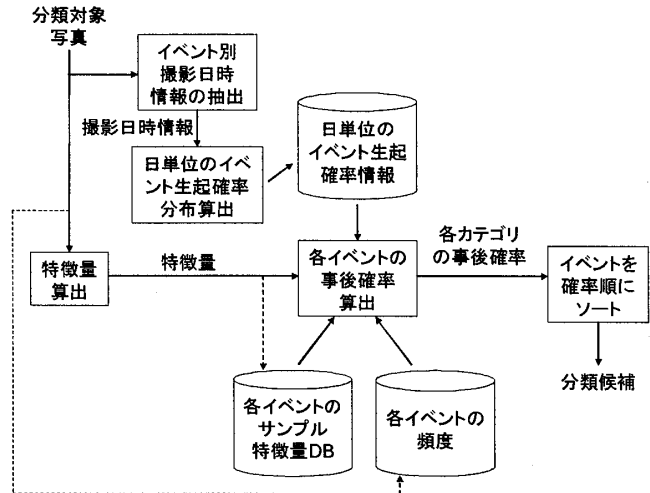 分類対象
写真
イベント別
撮影日時
情報の抽出
撮影日時情報
日単位のイベ
ント生起確率
分布算出
日単位の
イベント生起
確率情報
特徴量
算出
特徴量
各イベントの
事後確率
算出
各カテゴリ
の事後確率
イベントを
確率順に
ソート
分類候補
各イベントの
サンプル
特徴量DB
各イベントの
頻度